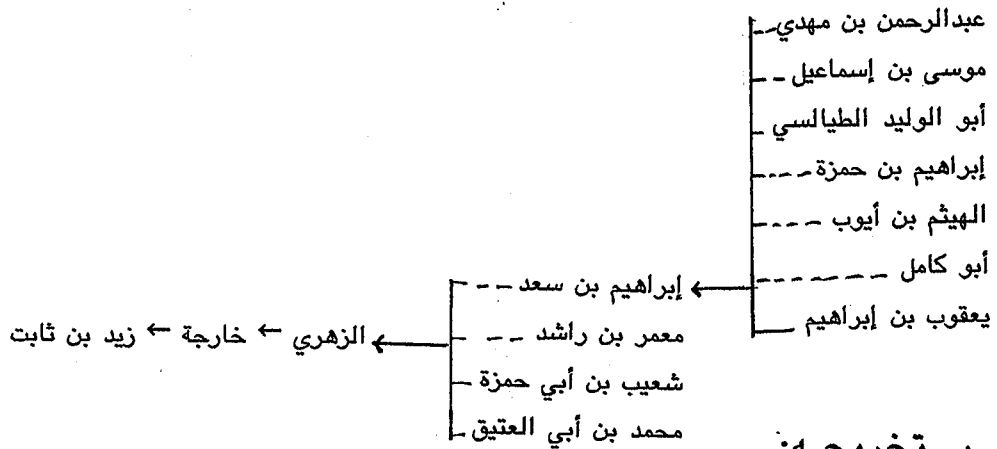 عبدالرحمن بن مهدي
موسى بن إسماعيل
أبو الوليد الطيالسي
إبراهيم بن حمزة
الهيثم بن أيوب
أبو كامل
يعقوب بن إبراهيم
إبراهيم بن سعد
معمر بن راشد
شعيب بن أبي حمزة
محمد بن أبي العتيق
الزهري ← خارجة ← زيد بن ثابت